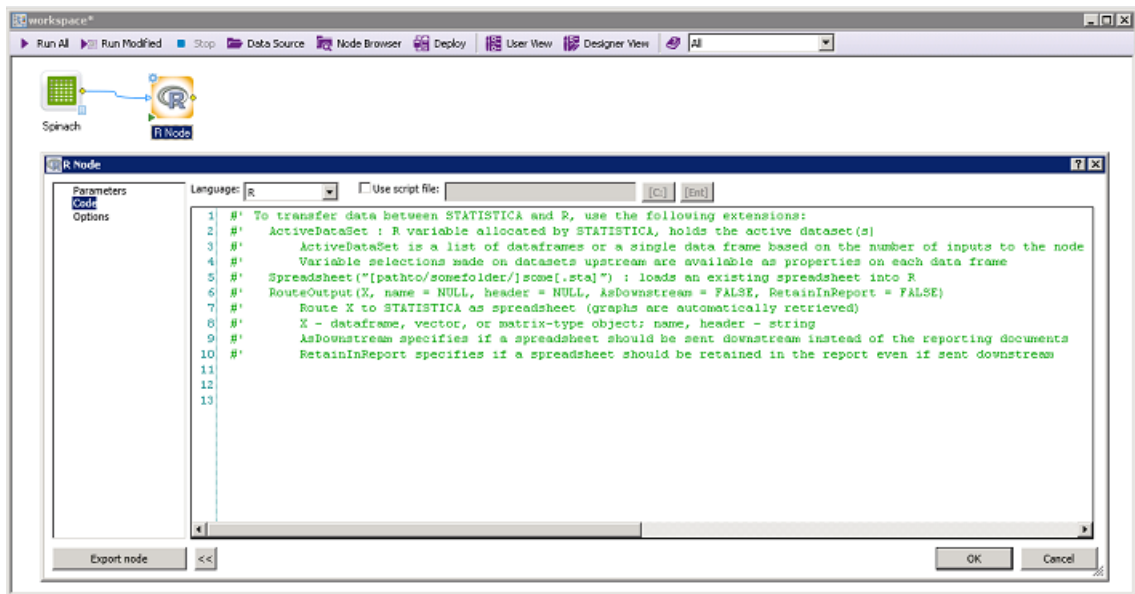 workspace*
Run All Run Modified Stop Data Source Node Browser Deploy User View Designer View All
Spinach
R Node
R Node
Parameters
Code
Options
Language: R Use script file: [C:] [Ent]
1 #' To transfer data between STATISTICA and R, use the following extensions:
2 #' ActiveDataSet : R variable allocated by STATISTICA, holds the active dataset(s)
3 #' ActiveDataSet is a list of dataframes or a single data frame based on the number of inputs to the node
4 #' Variable selections made on datasets upstream are available as properties on each data frame
5 #' Spreadsheet("[pathto/somefolder/]some[.sta]") : loads an existing spreadsheet into R
6 #' RouteOutput(X, name = NULL, header = NULL, AsDownstream = FALSE, RetainInReport = FALSE)
7 #' Route X to STATISTICA as spreadsheet (graphs are automatically retrieved)
8 #' X - dataframe, vector, or matrix-type object; name, header - string
9 #' AsDownstream specifies if a spreadsheet should be sent downstream instead of the reporting documents
10 #' RetainInReport specifies if a spreadsheet should be retained in the report even if sent downstream
11
12
13
Export node << OK Cancel